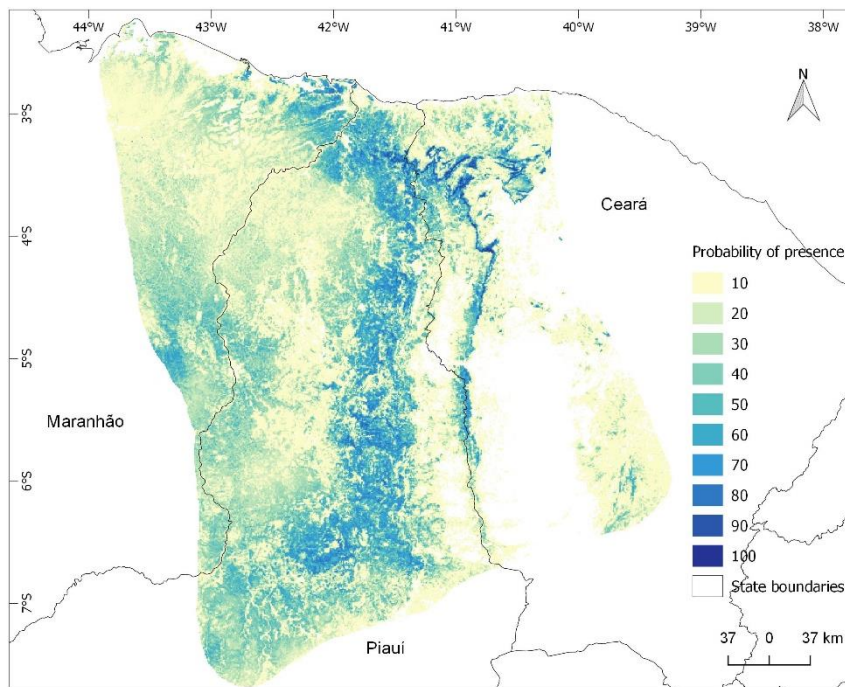 44°W 43°W 42°W 41°W 40°W 39°W 38°W
N
3°S
Ceará
4°S
Probability of presence
10
20
30
5°S
40
50
Maranhão
60
70
6°S
80
90
100
State boundaries
7°S
Piauí
37 0 37 km